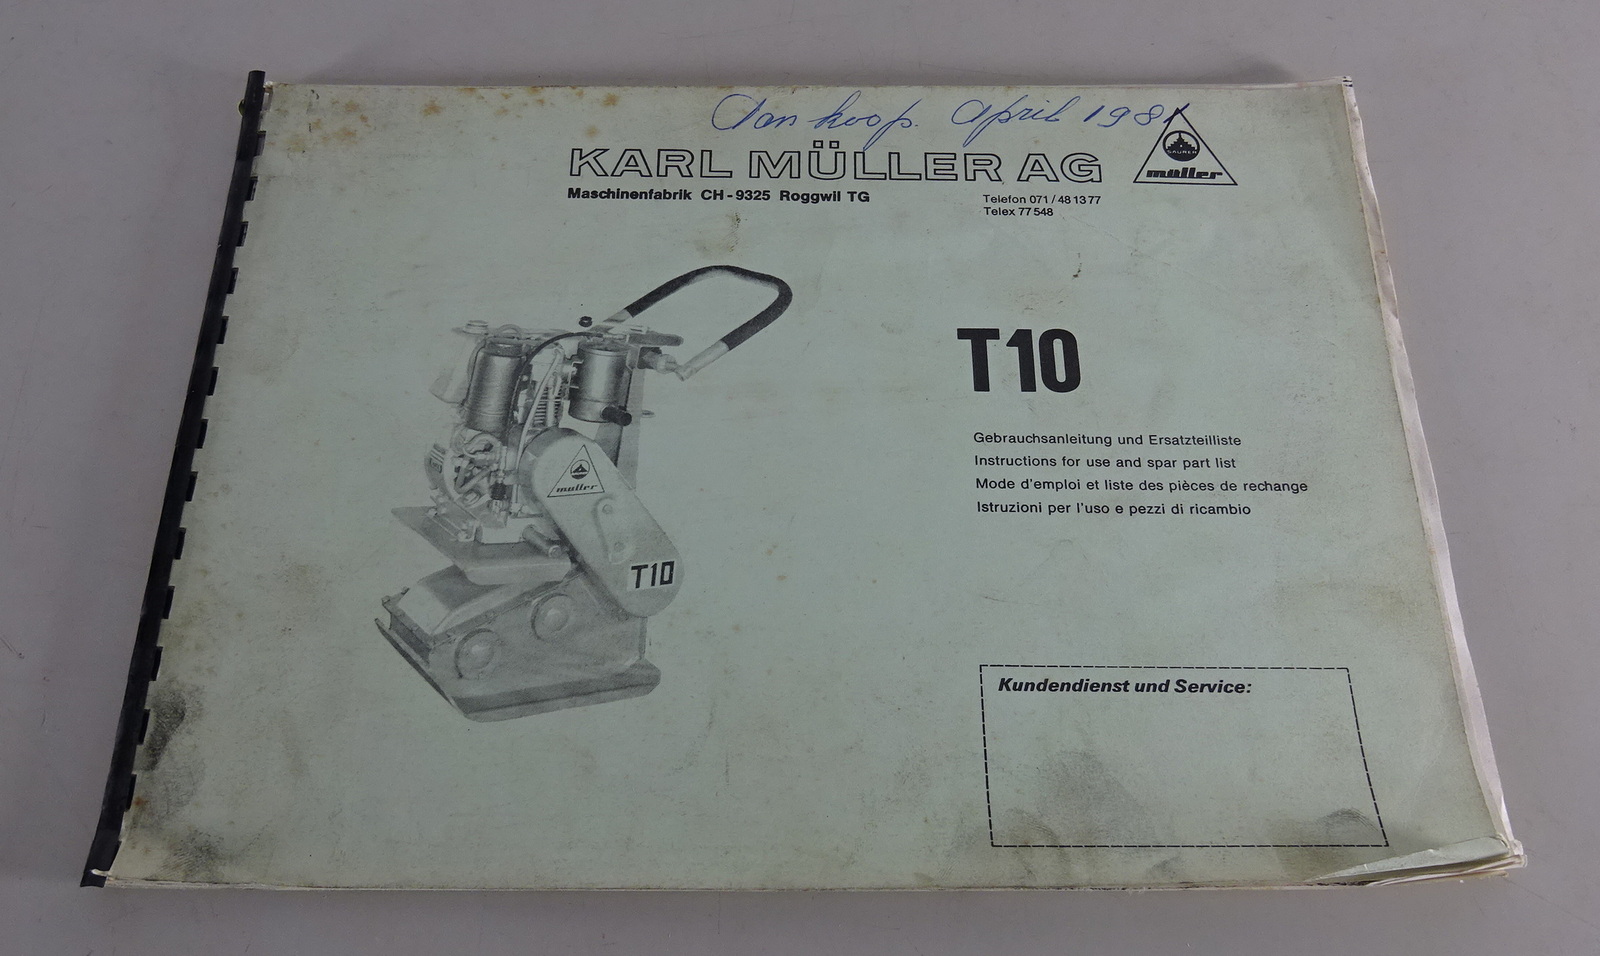 Aankoop. April 1981
KARL MÜLLER AG
Maschinenfabrik CH-9325 Roggwil TG
Telefon 071/48 13 77
Telex 77 548
SAURER
müller
T10
Gebrauchsanleitung und Ersatzteilliste
Instructions for use and spar part list
Mode d'emploi et liste des pièces de rechange
Istruzioni per l'uso e pezzi di ricambio
müller
T10
Kundendienst und Service: